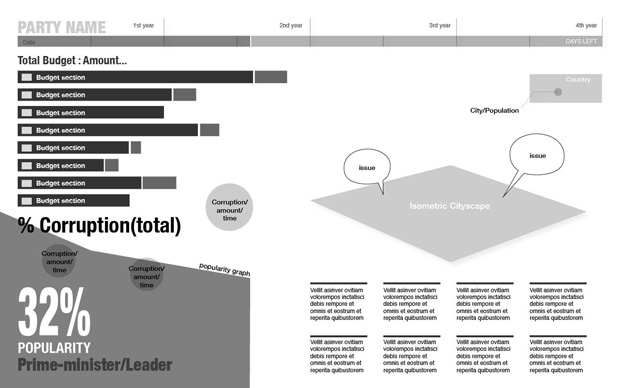 PARTY NAME
1st year
2nd year
3rd year
4th year
Date
DAYS LEFT
Total Budget : Amount...
Budget section
Budget section
Budget section
Budget section
Budget section
Budget section
Budget section
Budget section
Country
City/Population
issue
issue
Isometric Cityscape
Corruption/
amount/
time
% Corruption(total)
Corruption/
amount/
time
Corruption/
amount/
time
popularity graph
32%
POPULARITY
Prime-minister/Leader
Vellit asinver ovitiam
volorempos inctatisci
debis rempore et
omnis et eostrum et
reperita quibustorem
Vellit asinver ovitiam
volorempos inctatisci
debis rempore et
omnis et eostrum et
reperita quibustorem
Vellit asinver ovitiam
volorempos inctatisci
debis rempore et
omnis et eostrum et
reperita quibustorem
Vellit asinver ovitiam
volorempos inctatisci
debis rempore et
omnis et eostrum et
reperita quibustorem
Vellit asinver ovitiam
volorempos inctatisci
debis rempore et
omnis et eostrum et
reperita quibustorem
Vellit asinver ovitiam
volorempos inctatisci
debis rempore et
omnis et eostrum et
reperita quibustorem
Vellit asinver ovitiam
volorempos inctatisci
debis rempore et
omnis et eostrum et
reperita quibustorem
Vellit asinver ovitiam
volorempos inctatisci
debis rempore et
omnis et eostrum et
reperita quibustorem